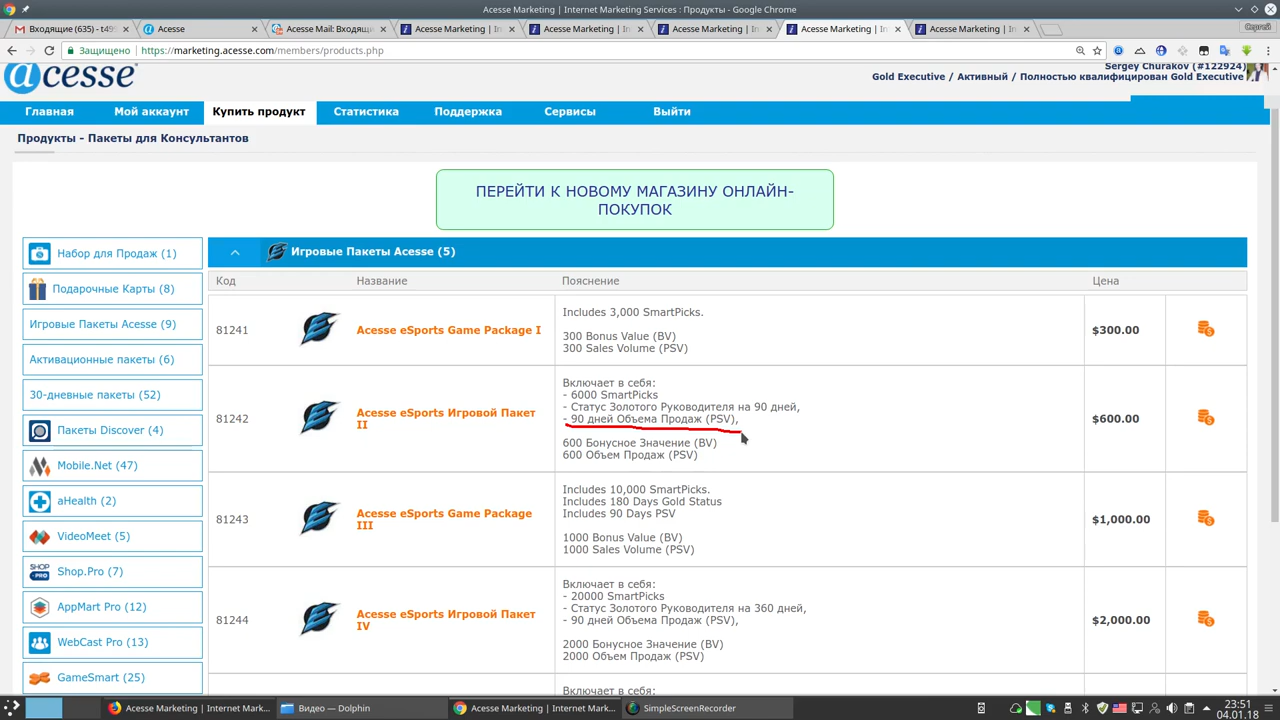 Acesse Marketing | Internet Marketing Services : Продукты - Google Chrome
Входящие (635) - t495
Acesse
Acesse Mail: Входящи
Acesse Marketing | In
Acesse Marketing | In
Acesse Marketing | In
Acesse Marketing | In
Acesse Marketing | In
Сергей
Защищено
https://marketing.acesse.com/members/products.php
acesse
Sergey Churakov (#122924)
Gold Executive / Активный / Полностью квалифицирован Gold Executive
Главная
Мой аккаунт
Купить продукт
Статистика
Поддержка
Сервисы
Выйти
Продукты - Пакеты для Консультантов
ПЕРЕЙТИ К НОВОМУ МАГАЗИНУ ОНЛАЙН-
ПОКУПОК
Набор для Продаж (1)
Подарочные Карты (8)
Игровые Пакеты Acesse (9)
Активационные пакеты (6)
30-дневные пакеты (52)
Пакеты Discover (4)
Mobile.Net (47)
aHealth (2)
VideoMeet (5)
Shop.Pro (7)
AppMart Pro (12)
WebCast Pro (13)
GameSmart (25)
Игровые Пакеты Acesse (5)
Код
Название
Пояснение
Цена
81241
Acesse eSports Game Package I
Includes 3,000 SmartPicks.
300 Bonus Value (BV)
300 Sales Volume (PSV)
$300.00
81242
Acesse eSports Игровой Пакет
II
Включает в себя:
- 6000 SmartPicks
- Статус Золотого Руководителя на 90 дней,
- 90 дней Объема Продаж (PSV),
600 Бонусное Значение (BV)
600 Объем Продаж (PSV)
$600.00
81243
Acesse eSports Game Package
III
Includes 10,000 SmartPicks.
Includes 180 Days Gold Status
Includes 90 Days PSV
1000 Bonus Value (BV)
1000 Sales Volume (PSV)
$1,000.00
81244
Acesse eSports Игровой Пакет
IV
Включает в себя:
- 20000 SmartPicks
- Статус Золотого Руководителя на 360 дней,
- 90 дней Объема Продаж (PSV),
2000 Бонусное Значение (BV)
2000 Объем Продаж (PSV)
$2,000.00
Включает в себя:
Acesse Marketing | Internet Mark...
Видео — Dolphin
Acesse Marketing | Internet Mark...
SimpleScreenRecorder
23:51
04.01.18